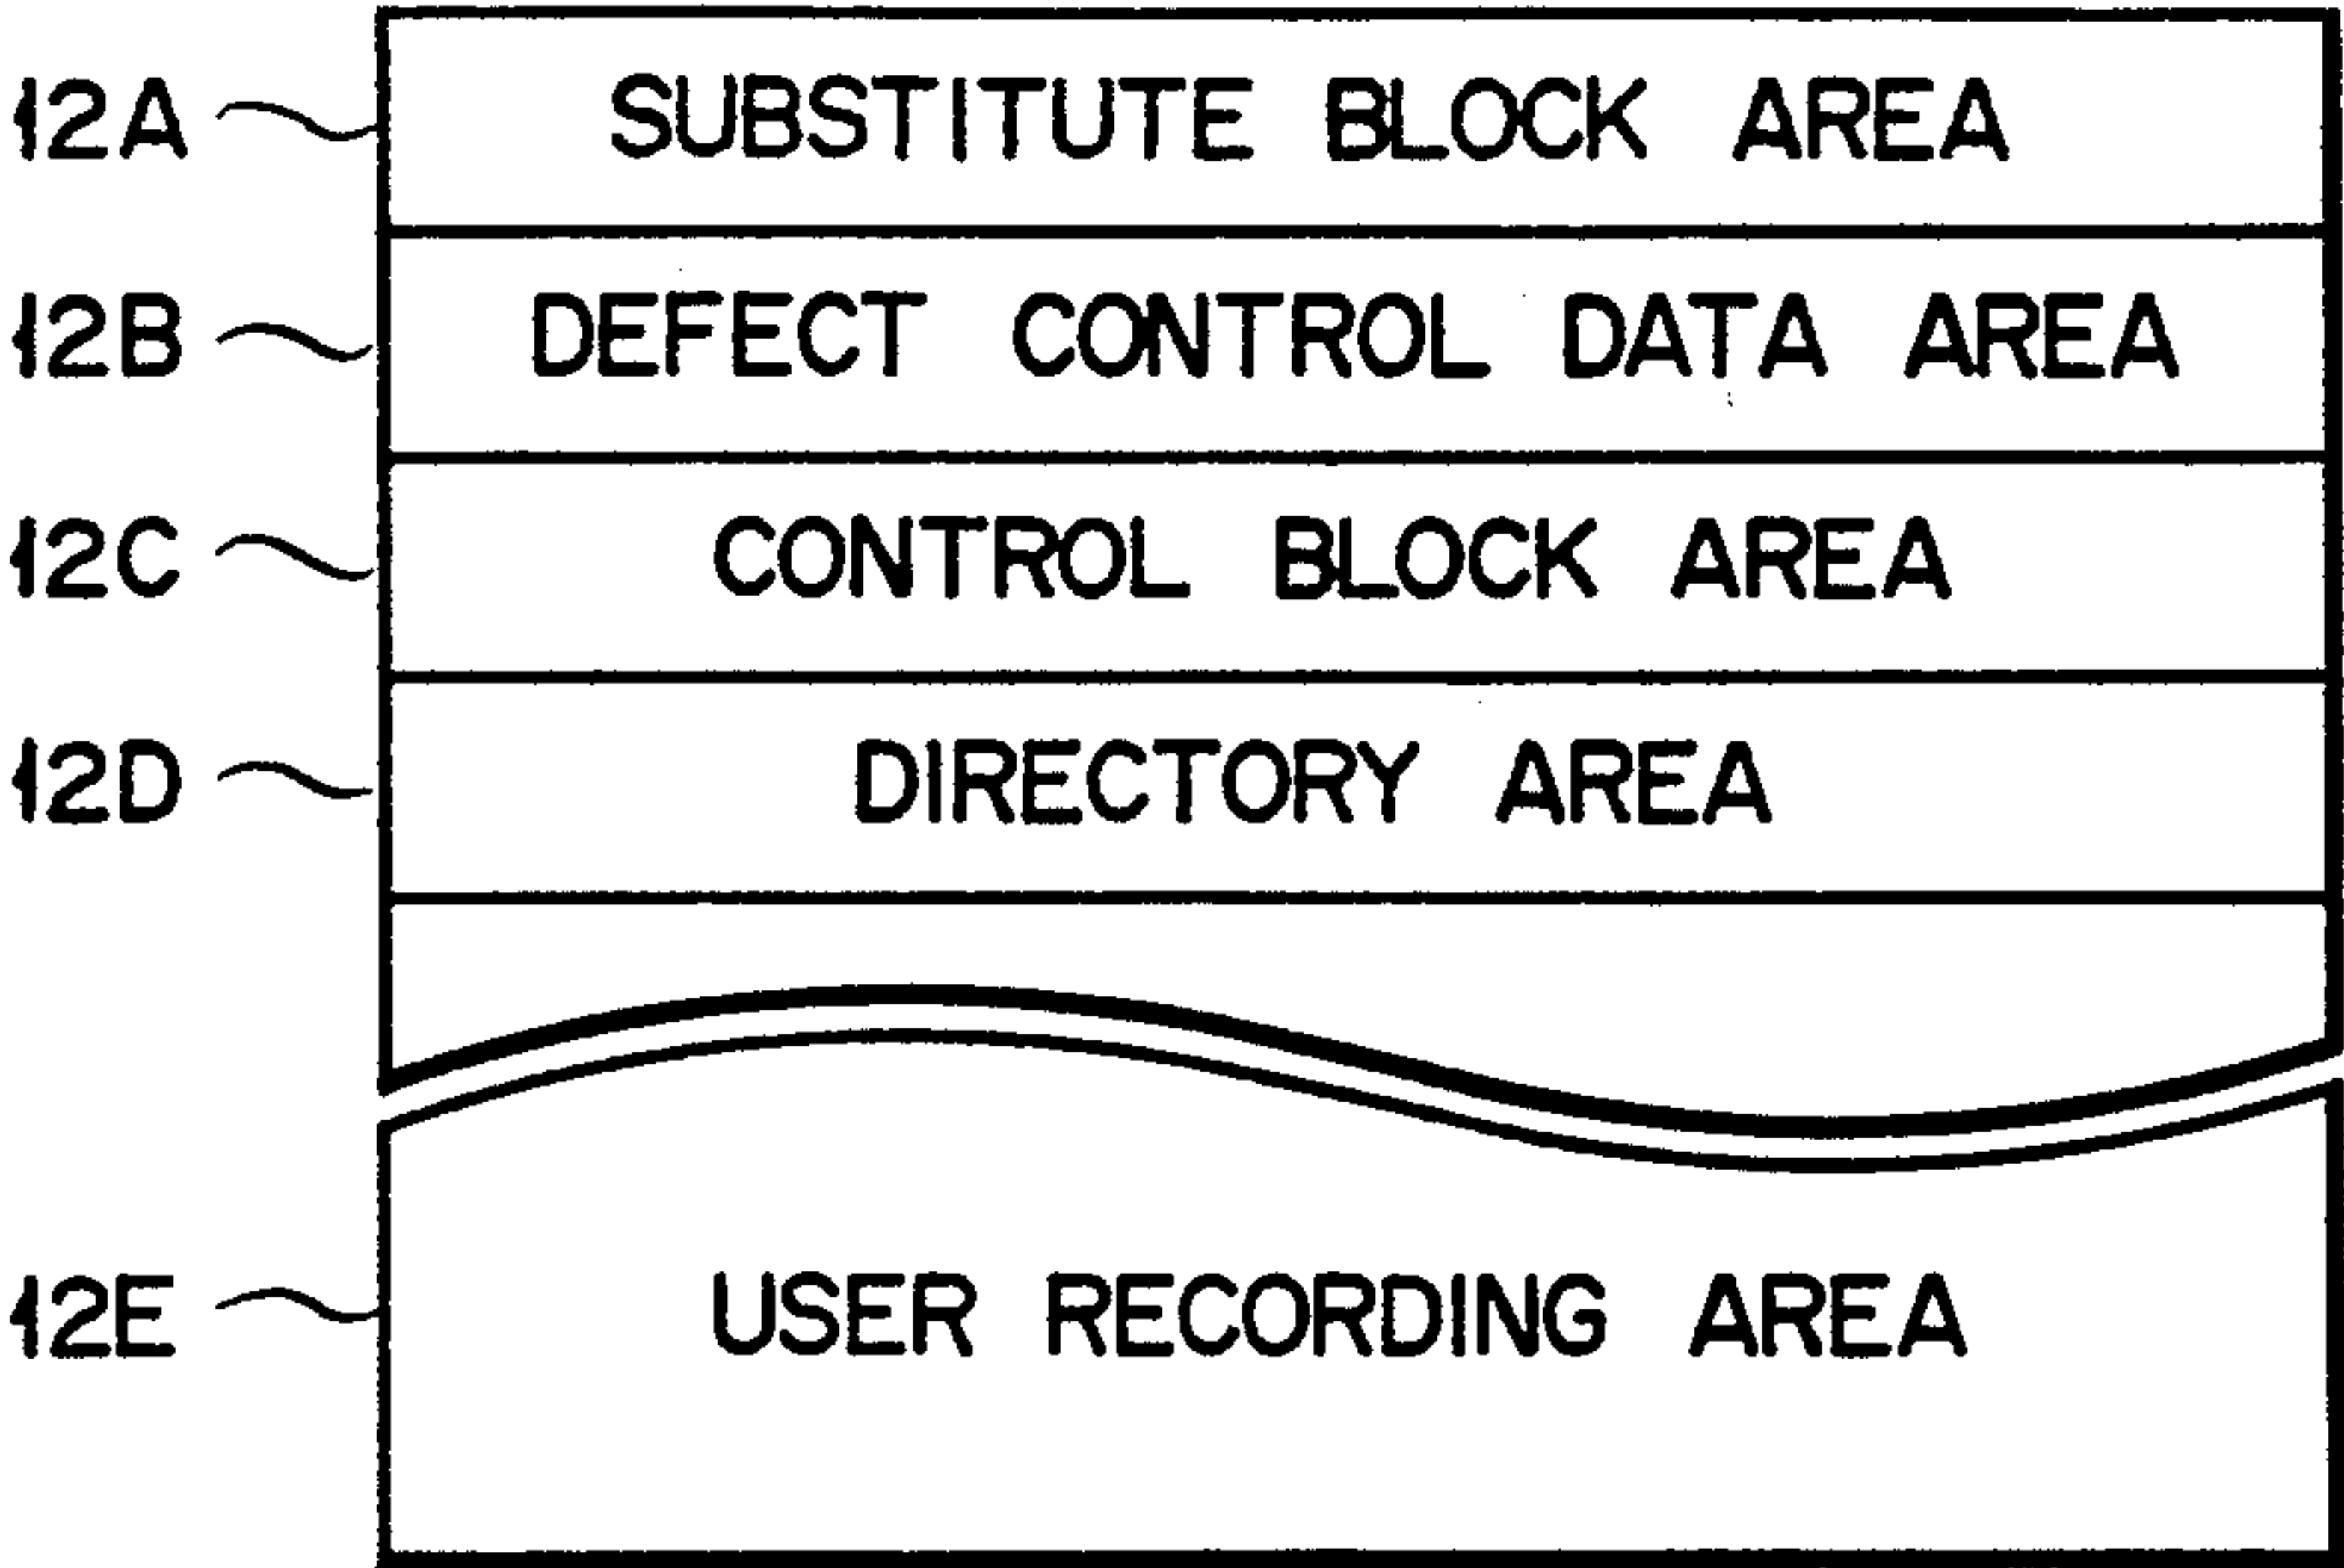 12A SUBSTITUTE BLOCK AREA
12B DEFECT CONTROL DATA AREA
12C CONTROL BLOCK AREA
12D DIRECTORY AREA
12E USER RECORDING AREA